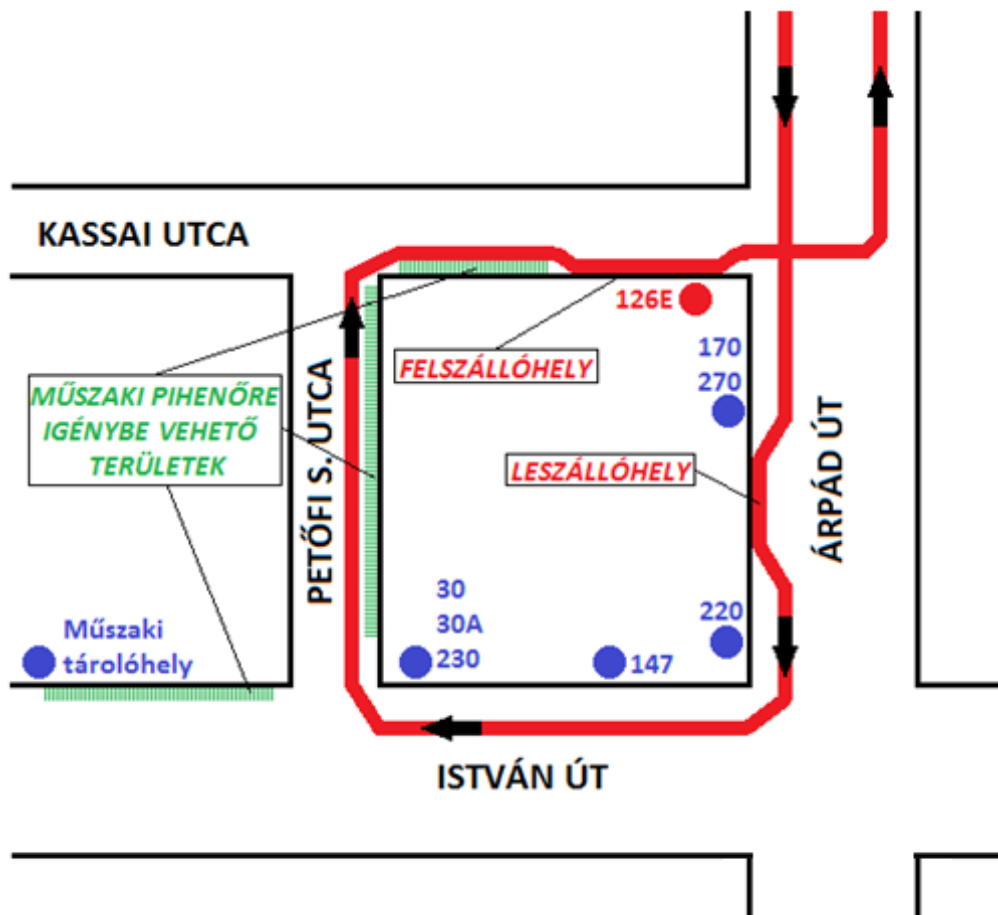 KASSAI UTCA
126E
170
270
FELSZÁLLÓHELY
MŰSZAKI PIHENŐRE
IGÉNYBE VEHETŐ
TERÜLETEK
PETŐFI S. UTCA
LESZÁLLÓHELY
ÁRPÁD ÚT
30
30A
230
220
147
Műszaki
tárolóhely
ISTVÁN ÚT